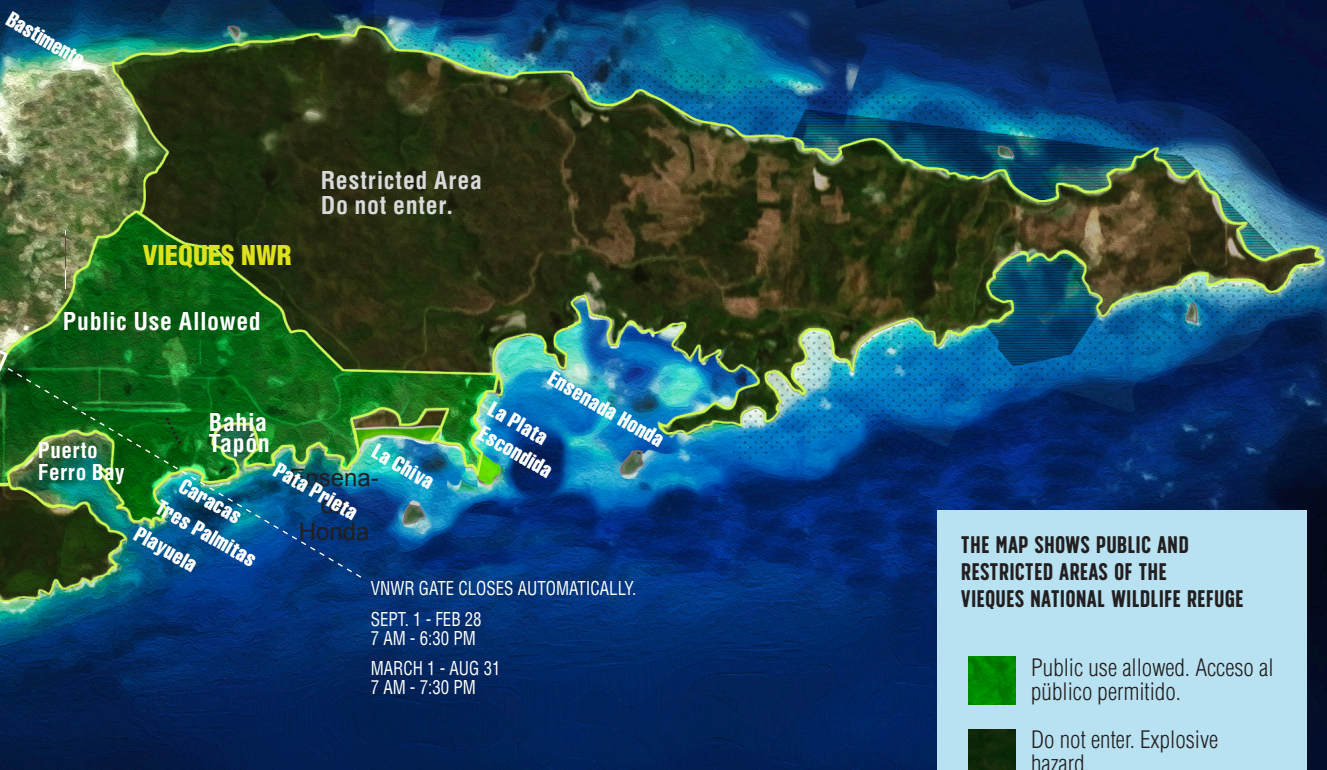 Bastimento
Restricted Area
Do not enter.
VIEQUES NWR
Public Use Allowed
Ensenada Honda
La Plata
Escondida
Bahia
Tapón
Puerto
Ferro Bay
La Chiva
Pata Prieta
sena-
Honda
Caracas
Tres Palmitas
Playuela
VNWR GATE CLOSES AUTOMATICALLY.
SEPT. 1 - FEB 28
7 AM - 6:30 PM
MARCH 1 - AUG 31
7 AM - 7:30 PM
THE MAP SHOWS PUBLIC AND
RESTRICTED AREAS OF THE
VIEQUES NATIONAL WILDLIFE REFUGE
Public use allowed. Acceso al
püblico permitido.
Do not enter. Explosive
hazard